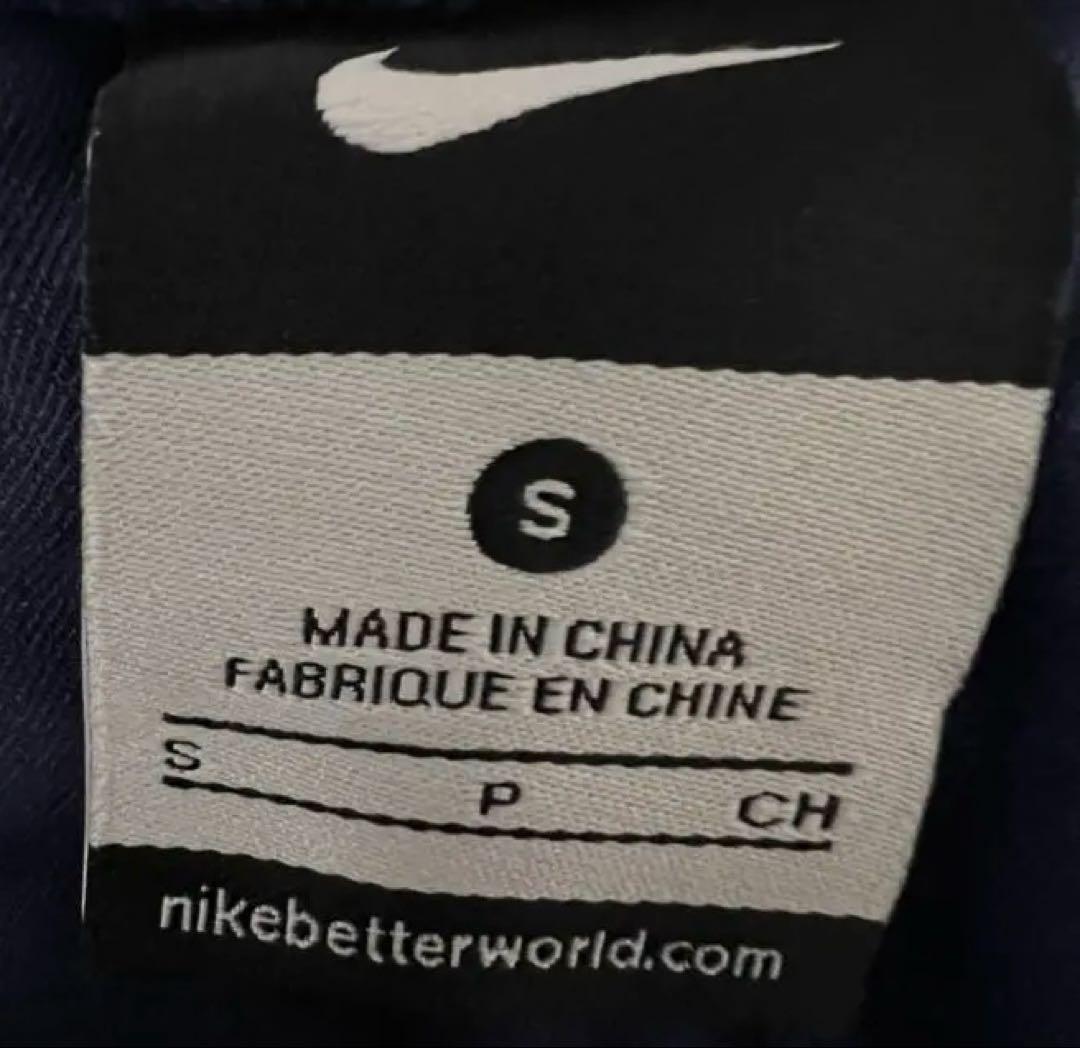 S
MADE IN CHINA
FABRIQUE EN CHINE
S P CH
nikebetterworld.com